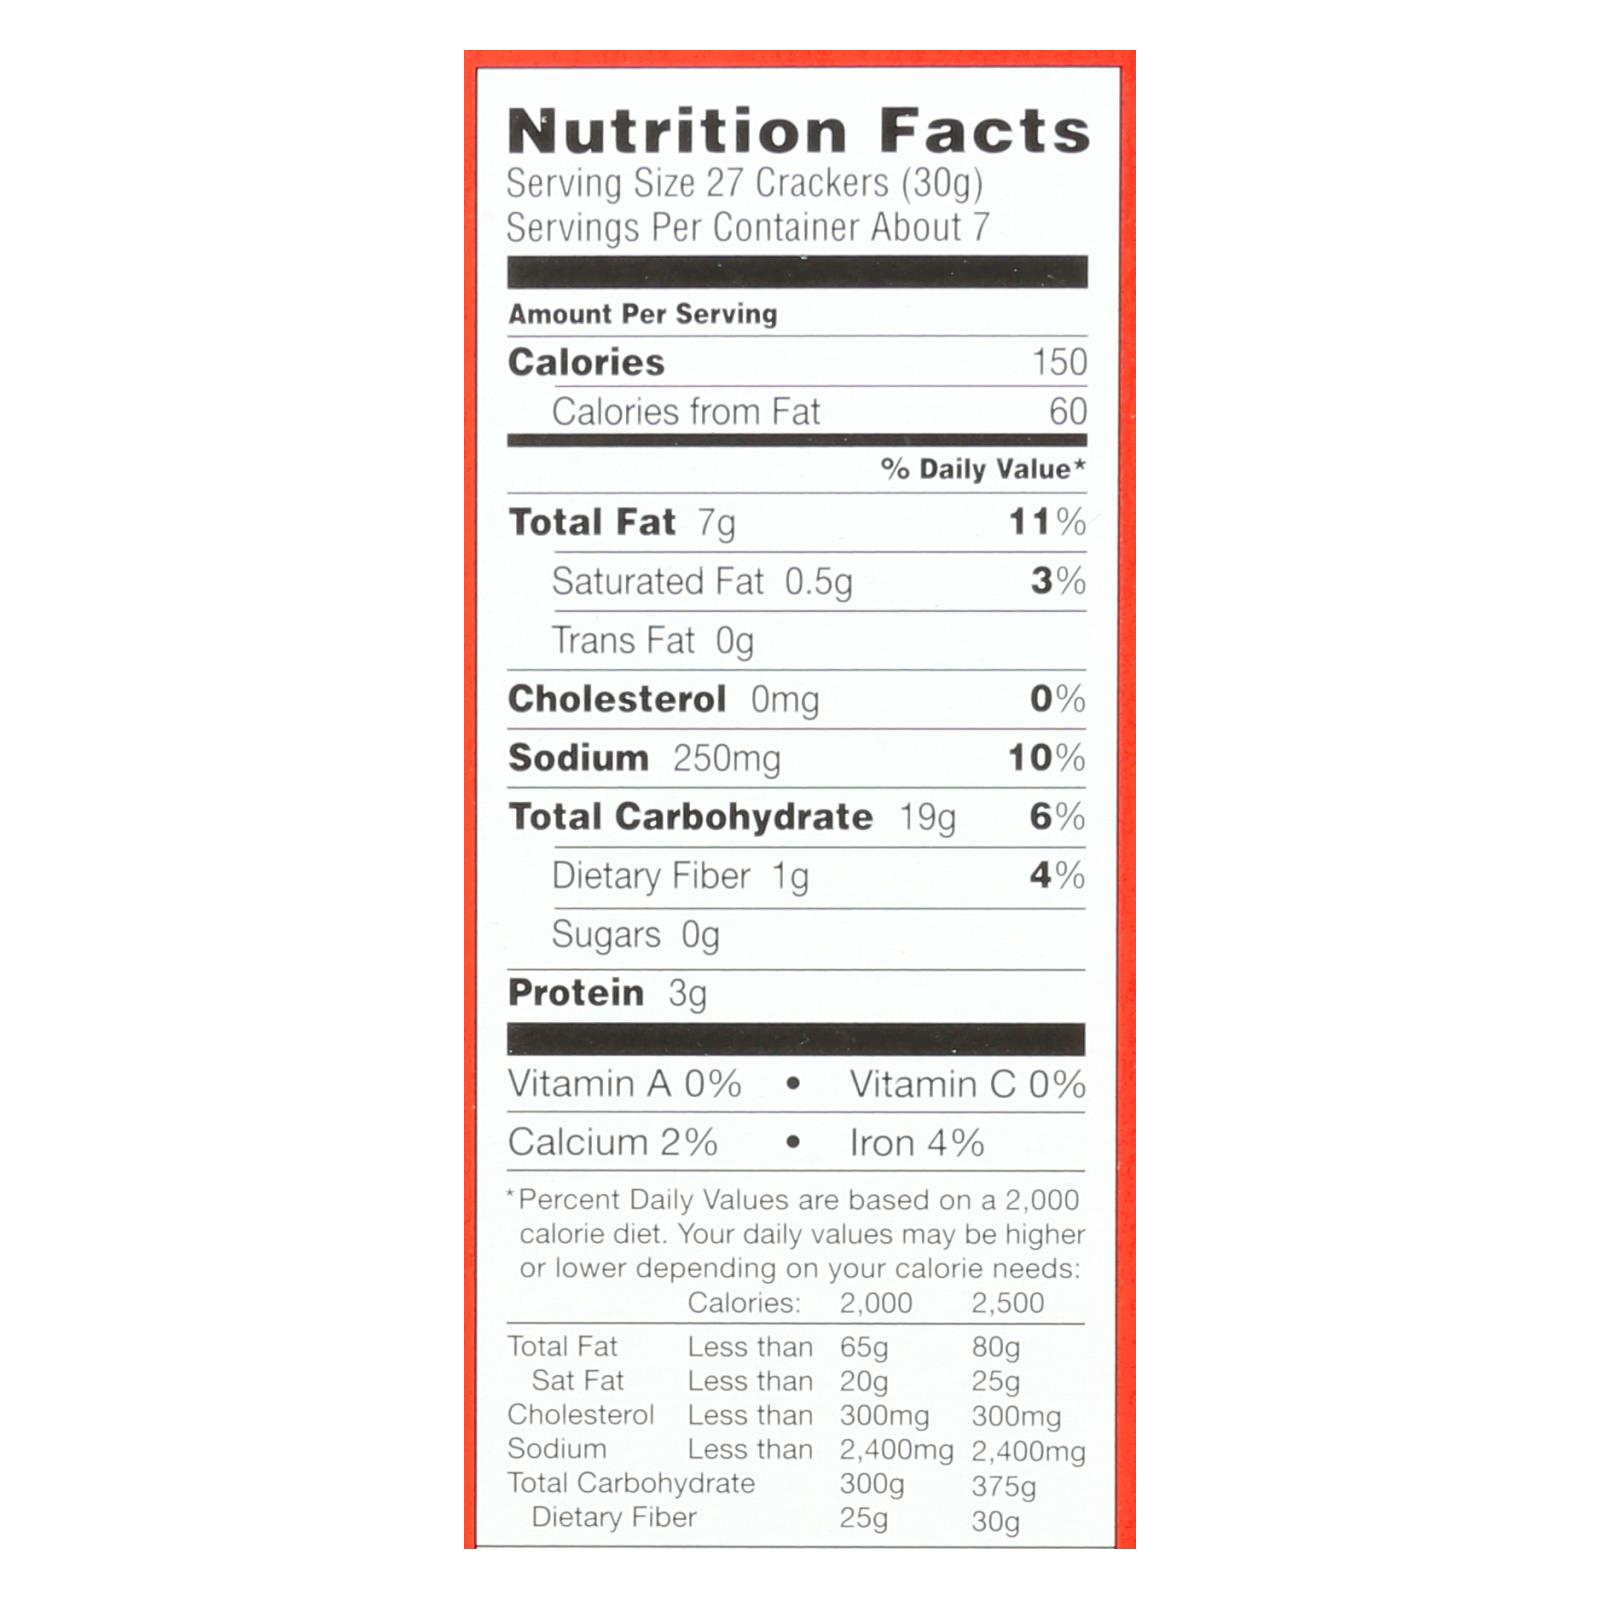 Nutrition Facts
Serving Size 27 Crackers (30g)
Servings Per Container About 7
Amount Per Serving
Calories 150
Calories from Fat 60
% Daily Value*
Total Fat 7g 11%
Saturated Fat 0.5g 3%
Trans Fat 0g
Cholesterol 0mg 0%
Sodium 250mg 10%
Total Carbohydrate 19g 6%
Dietary Fiber 1g 4%
Sugars 0g
Protein 3g
Vitamin A 0% • Vitamin C 0%
Calcium 2% • Iron 4%
*Percent Daily Values are based on a 2,000
calorie diet. Your daily values may be higher
or lower depending on your calorie needs:
Calories: 2,000 2,500
Total Fat Less than 65g 80g
Sat Fat Less than 20g 25g
Cholesterol Less than 300mg 300mg
Sodium Less than 2,400mg 2,400mg
Total Carbohydrate 300g 375g
Dietary Fiber 25g 30g